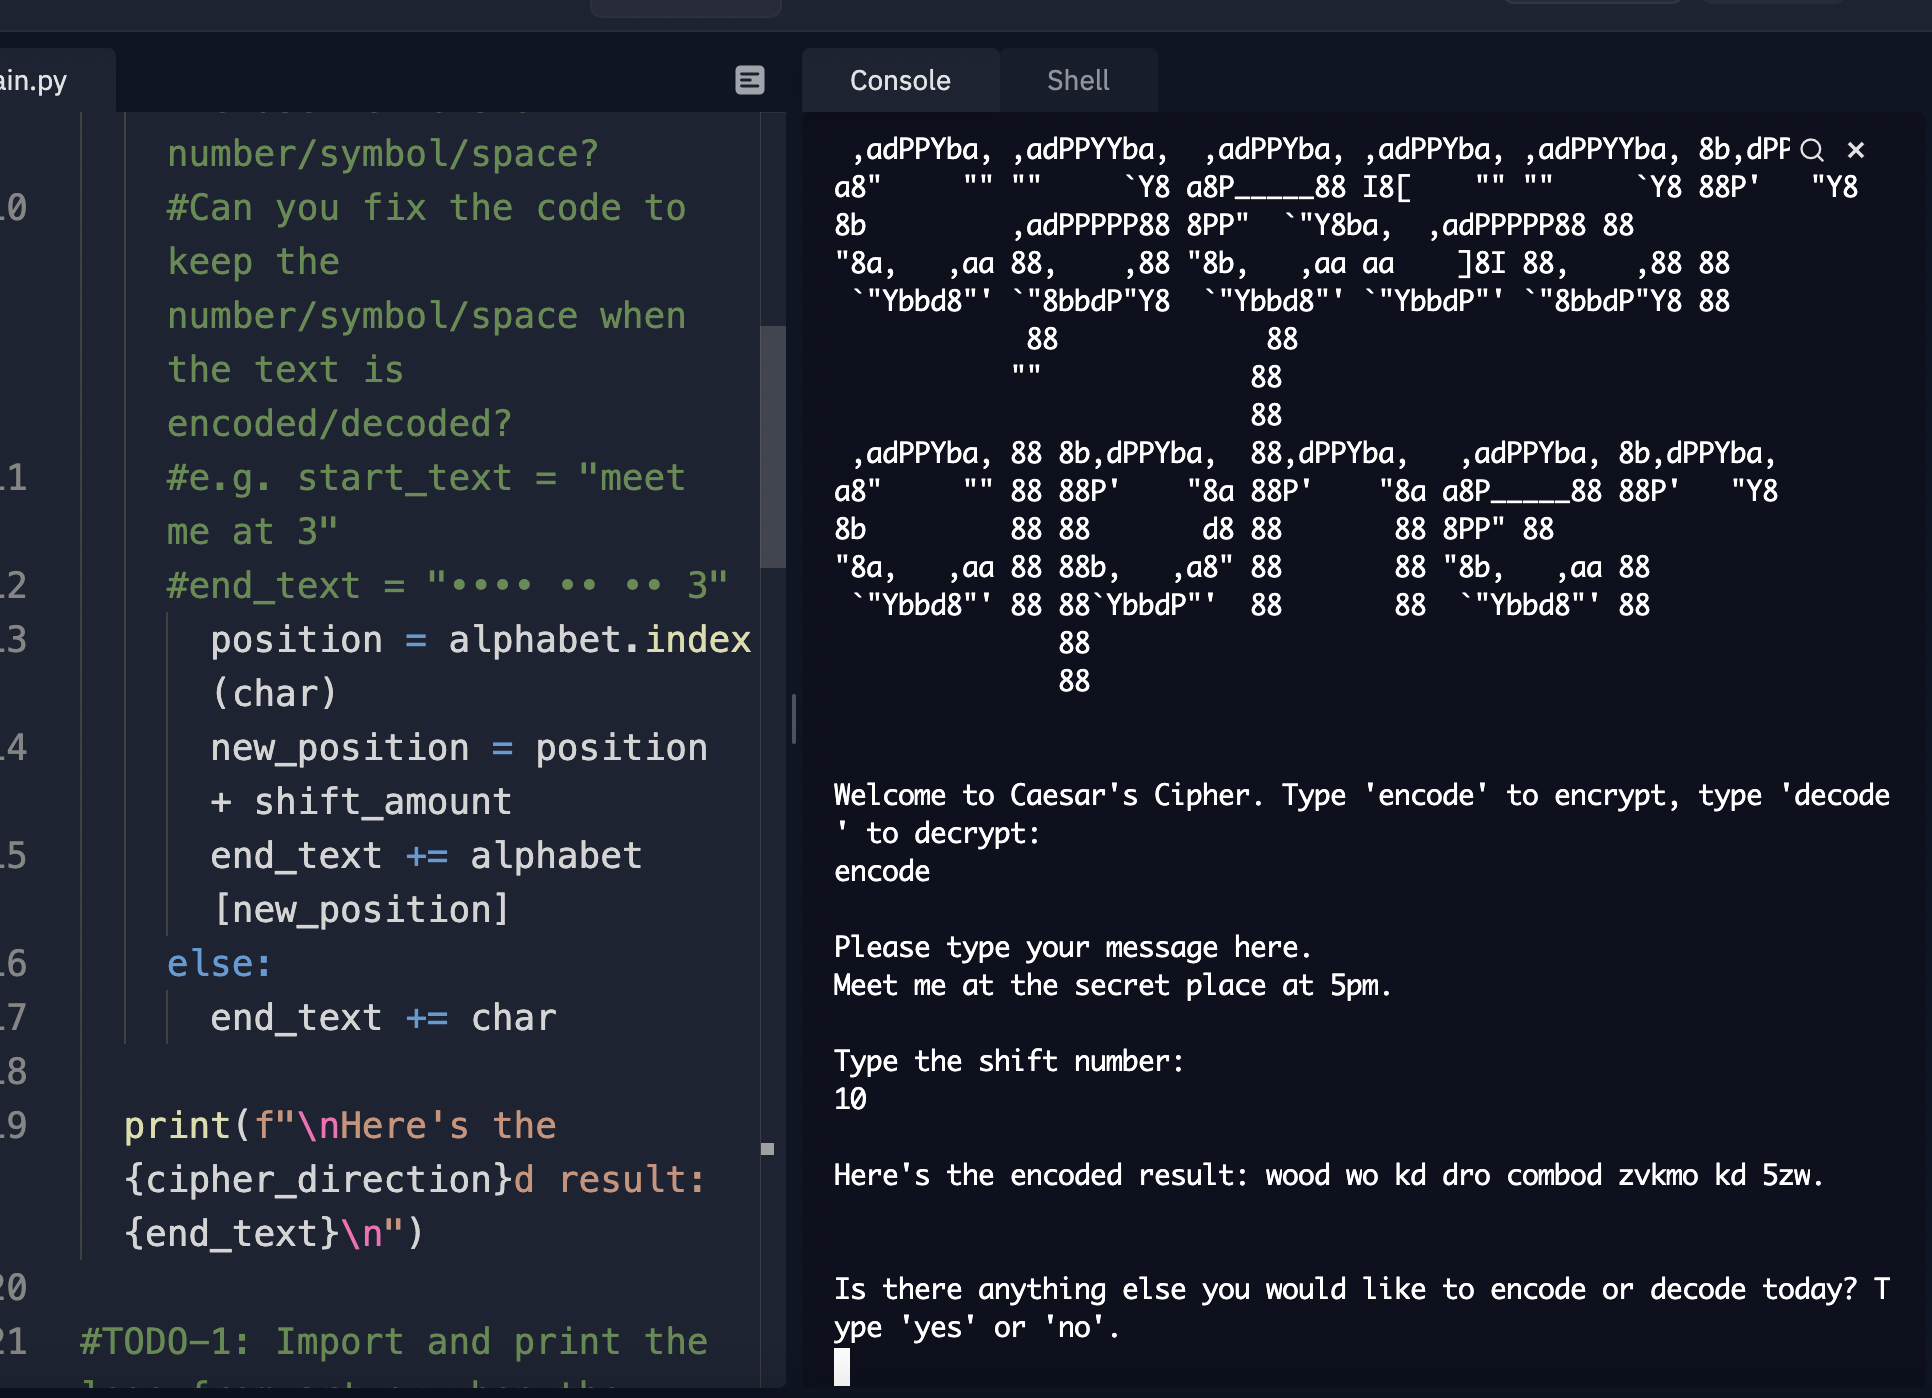 ain.py
number/symbol/space?
10 #Can you fix the code to
keep the
number/symbol/space when
the text is
encoded/decoded?
11 #e.g. start_text = "meet
me at 3"
12 #end_text = "•••• •• •• 3"
13 position = alphabet.index
(char)
14 new_position = position
+ shift_amount
15 end_text += alphabet
[new_position]
16 else:
17 end_text += char
18
19 print(f"\nHere's the
{cipher_direction}d result:
{end_text}\n")
20
21 #TODO-1: Import and print the
Console Shell
 ,adPPYba, ,adPPYYba,  ,adPPYba, ,adPPYba, ,adPPYYba, 8b,dPP
a8"     "" ""     `Y8 a8P_____88 I8[    "" ""     `Y8 88P'   "Y8
8b         ,adPPPPP88 8PP"  `"Y8ba,  ,adPPPPP88 88
"8a,   ,aa 88,    ,88 "8b,   ,aa aa    ]8I 88,    ,88 88
 `"Ybbd8"' `"8bbdP"Y8  `"Ybbd8"' `"YbbdP"' `"8bbdP"Y8 88
            88             88
           ""             88
                          88
 ,adPPYba, 88 8b,dPPYba,  88,dPPYba,   ,adPPYba, 8b,dPPYba,
a8"     "" 88 88P'    "8a 88P'    "8a a8P_____88 88P'   "Y8
8b         88 88       d8 88       88 8PP" 88
"8a,   ,aa 88 88b,   ,a8" 88       88 "8b,   ,aa 88
 `"Ybbd8"' 88 88`YbbdP"'  88       88  `"Ybbd8"' 88
              88
              88
Welcome to Caesar's Cipher. Type 'encode' to encrypt, type 'decode
' to decrypt:
encode
Please type your message here.
Meet me at the secret place at 5pm.
Type the shift number:
10
Here's the encoded result: wood wo kd dro combod zvkmo kd 5zw.
Is there anything else you would like to encode or decode today? T
ype 'yes' or 'no'.